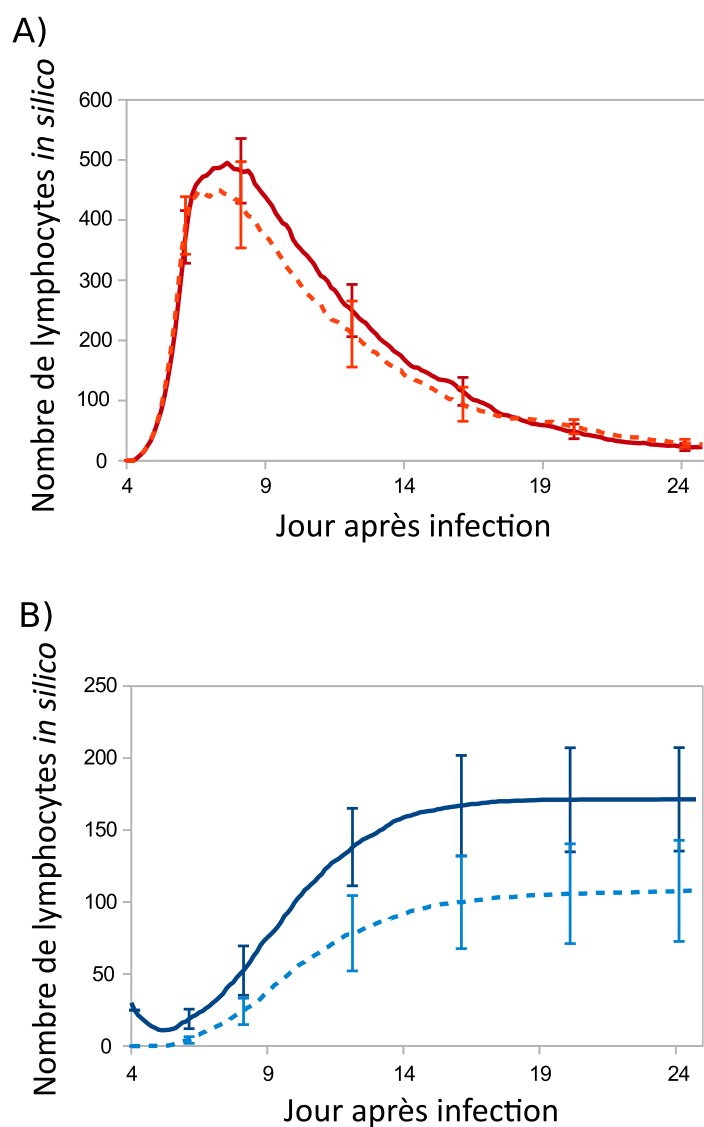 A)
Nombre de lymphocytes in silico
600
500
400
300
200
100
0
4 9 14 19 24
Jour après infection
B)
Nombre de lymphocytes in silico
250
200
150
100
50
0
4 9 14 19 24
Jour après infection